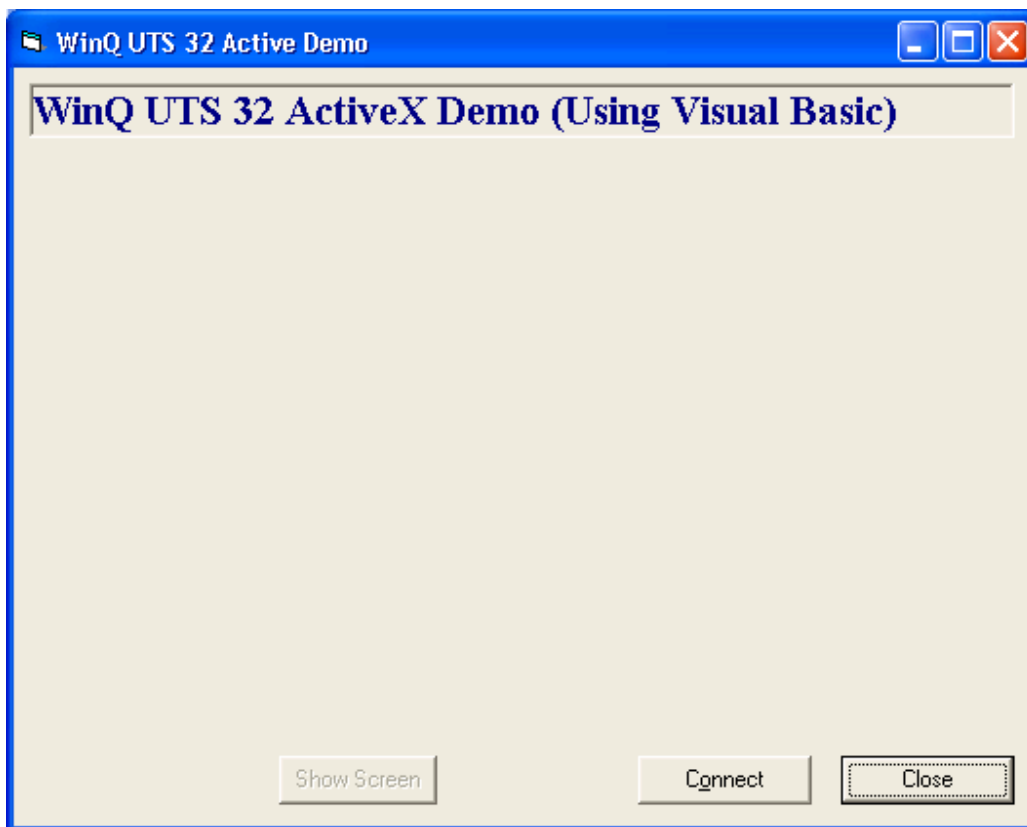 WinQ UTS 32 Active Demo
WinQ UTS 32 ActiveX Demo (Using Visual Basic)
Show Screen Connect Close